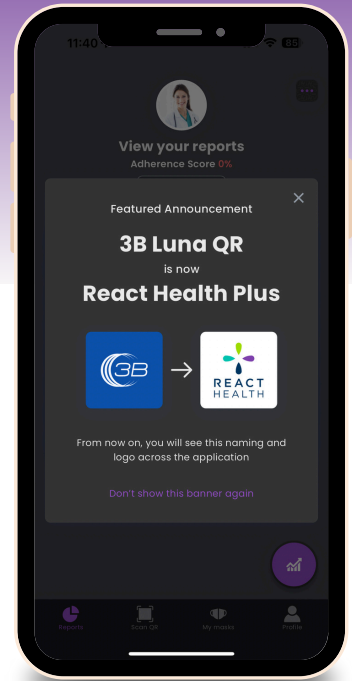 11:40
88
View your reports
Adherence Score 0%
Featured Announcement
3B Luna QR
is now
React Health Plus
3B
REACT
HEALTH
From now on, you will see this naming and
logo across the application
Don't show this banner again
Reports
Scan QR
My masks
Profile